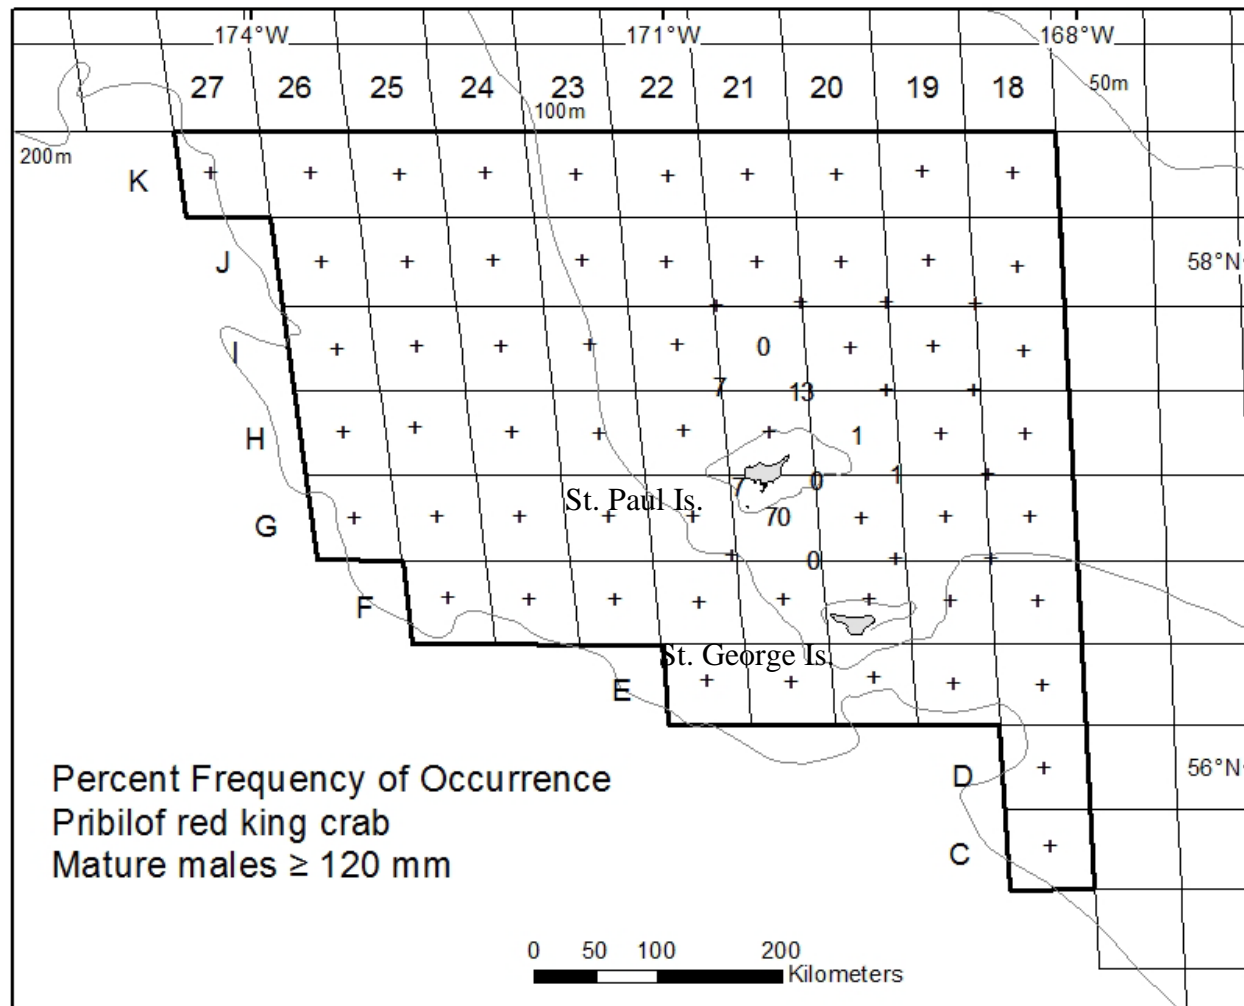 174°W 171°W 168°W
27 26 25 24 23 22 21 20 19 18
100m 50m
200m
K
J 58°N
I 0
7 13
H 1
7 0 1
St. Paul Is.
G 70
0
F
St. George Is.
E
D 56°N
Percent Frequency of Occurrence
Pribilof red king crab
Mature males ≥ 120 mm
C
0 50 100 200
Kilometers